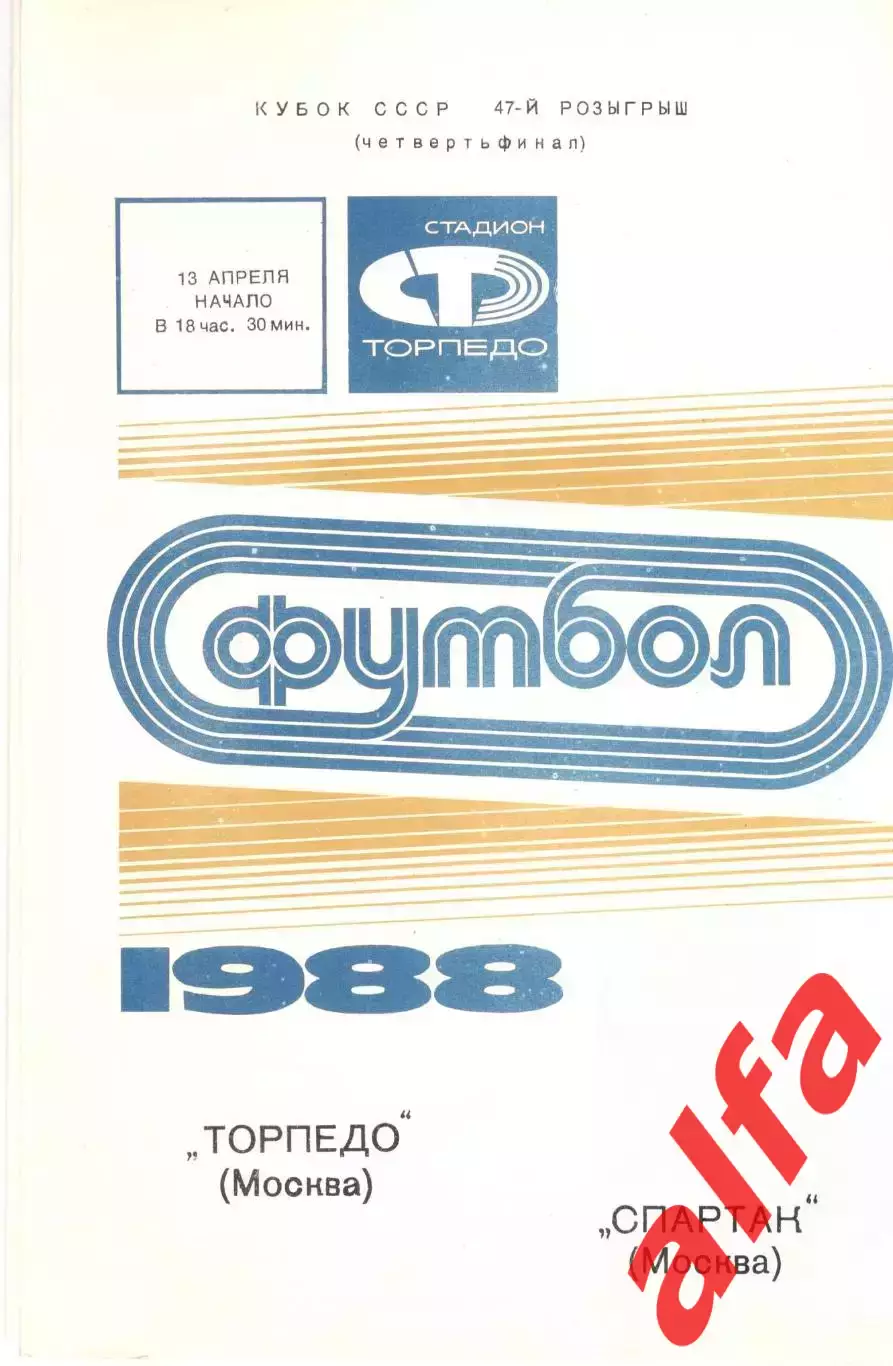 КУБОК СССР 47-Й РОЗЫГРЫШ
(четвертьфинал)
13 АПРЕЛЯ
НАЧАЛО
В 18 час. 30 мин.
СТАДИОН
ТОРПЕДО
футбол
1988
„ТОРПЕДО“
(Москва)
„СПАРТАК“
(Москва)
alfa